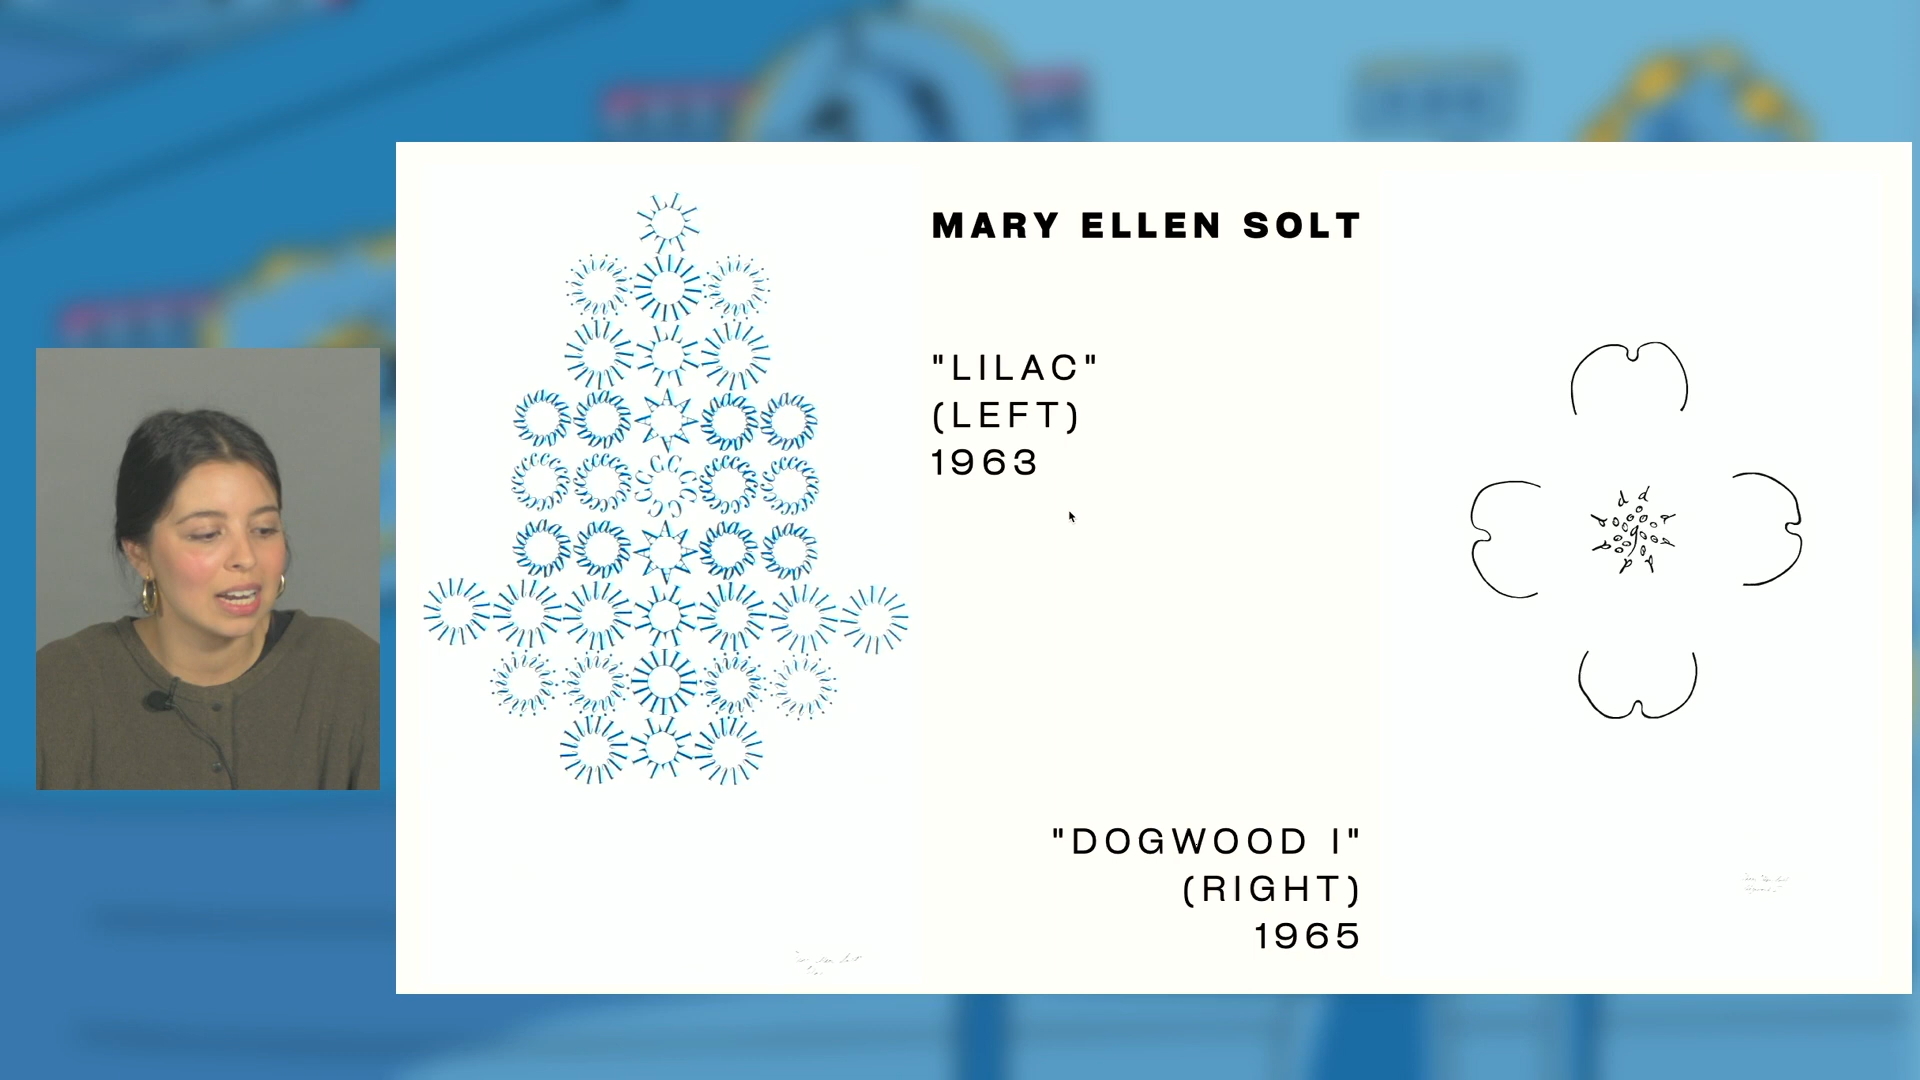 MARY ELLEN SOLT
"LILAC"
(LEFT)
1963
"DOGWOOD I"
(RIGHT)
1965